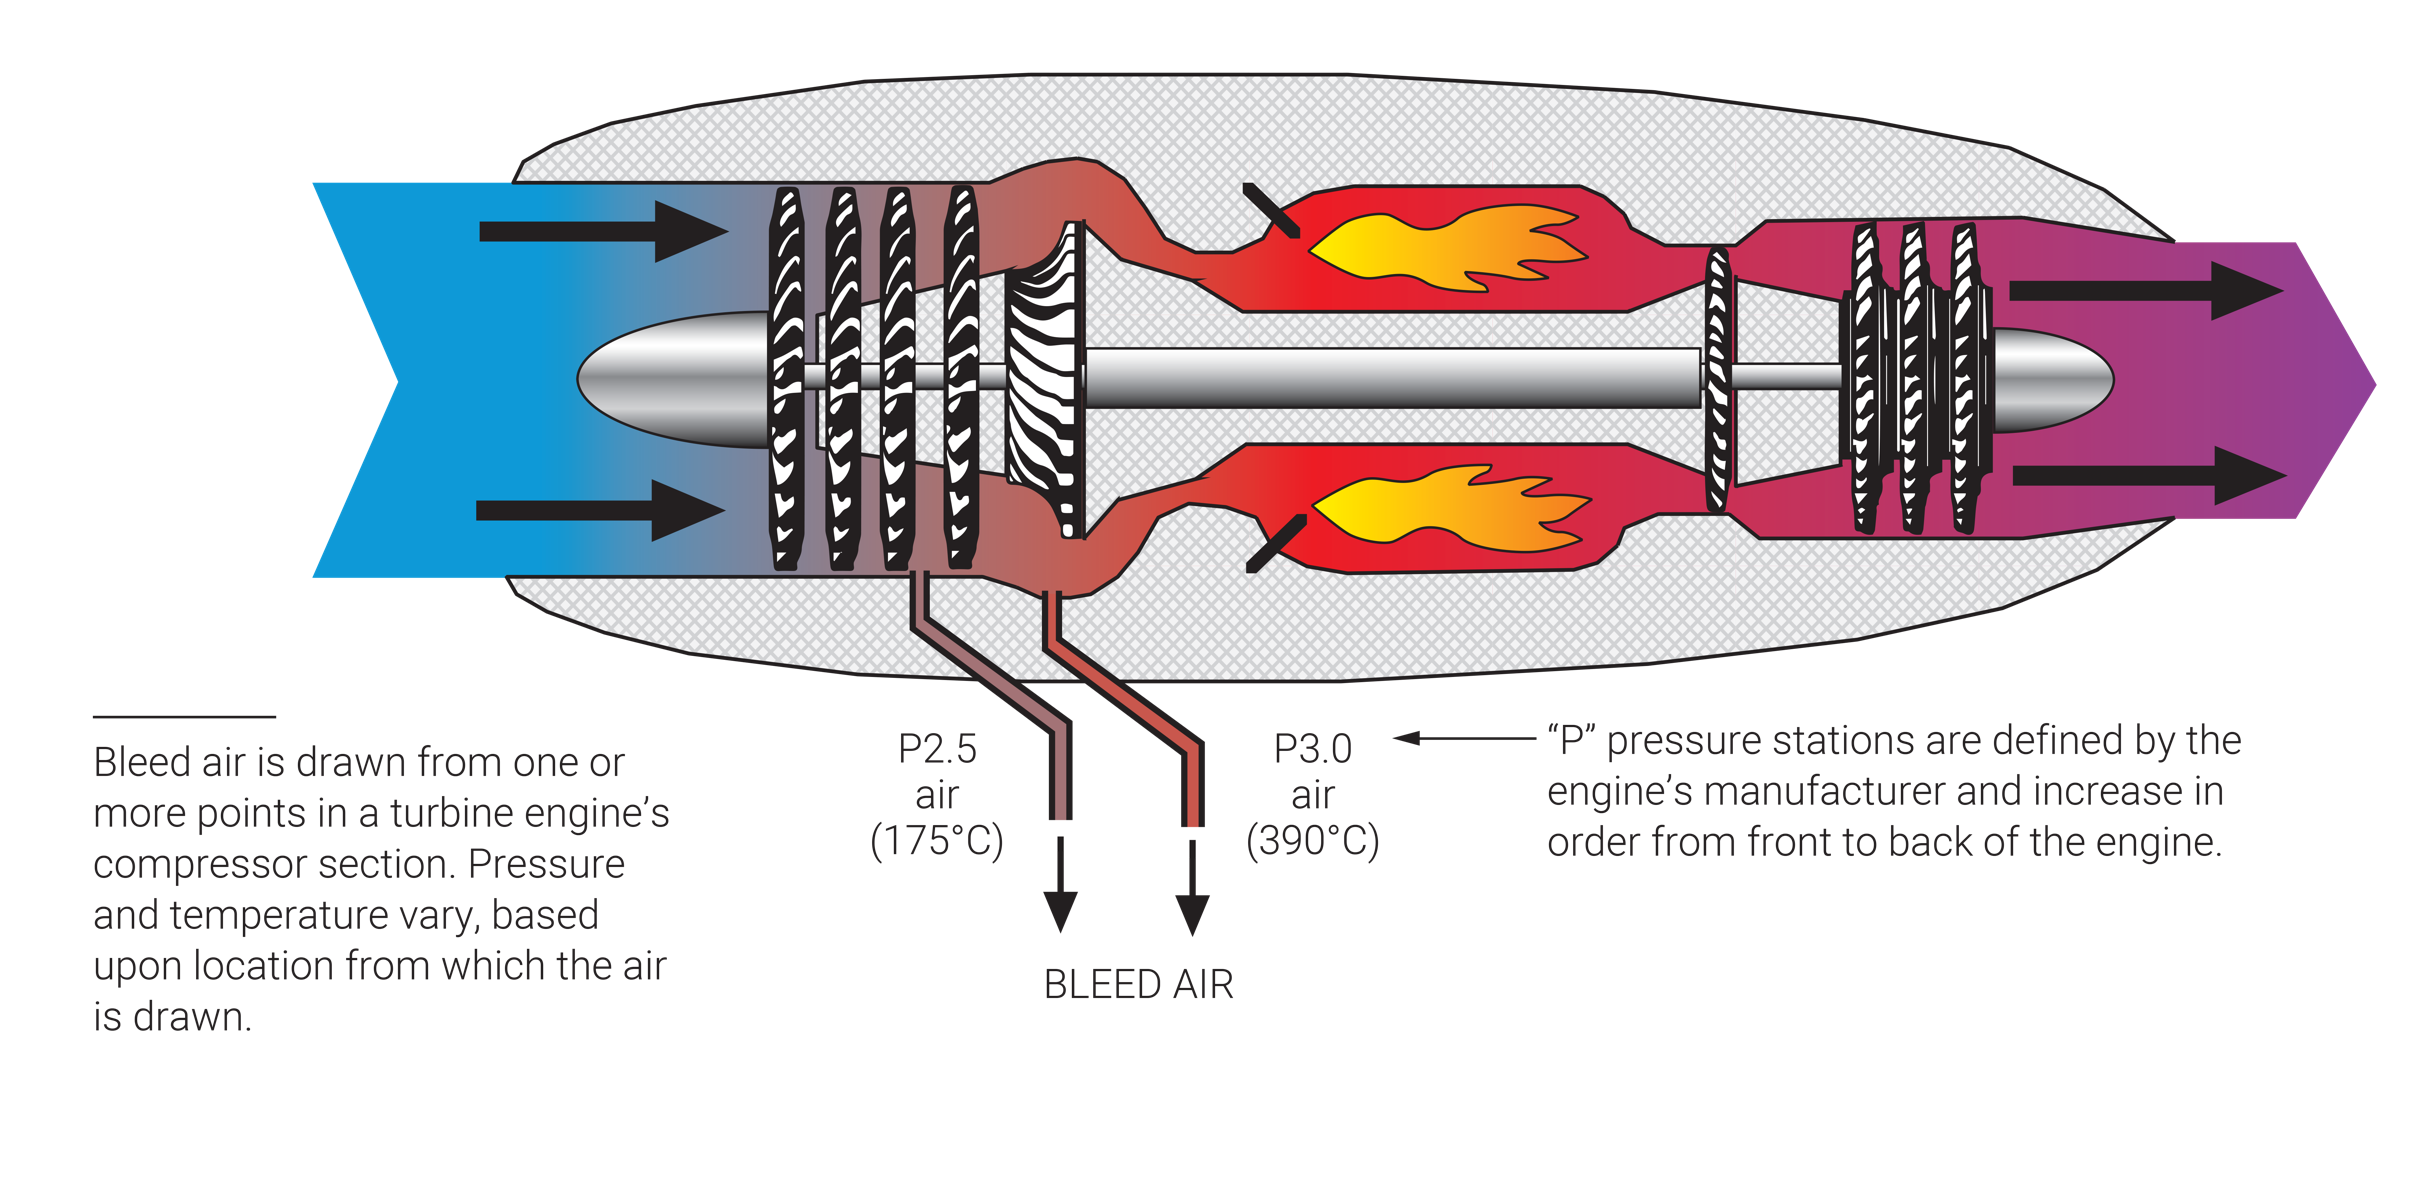 Bleed air is drawn from one or
more points in a turbine engine’s
compressor section. Pressure
and temperature vary, based
upon location from which the air
is drawn.
P2.5
air
(175°C)
P3.0
air
(390°C)
“P” pressure stations are defined by the
engine’s manufacturer and increase in
order from front to back of the engine.
BLEED AIR